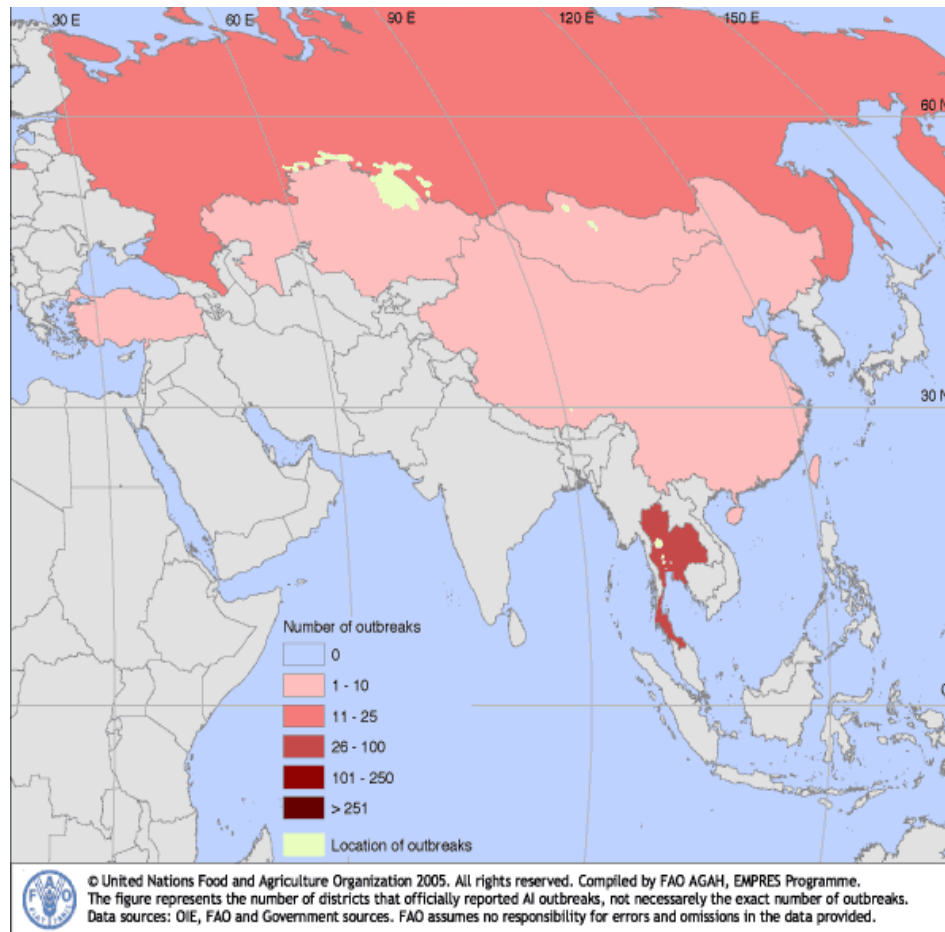 30 E
60 E
90 E
120 E
150 E
60 N
30 N
0
Number of outbreaks
0
1 - 10
11 - 25
26 - 100
101 - 250
> 251
Location of outbreaks
F A O
FIAT PANIS
© United Nations Food and Agriculture Organization 2005. All rights reserved. Compiled by FAO AGAH, EMPRES Programme.
The figure represents the number of districts that officially reported AI outbreaks, not necessarely the exact number of outbreaks.
Data sources: OIE, FAO and Government sources. FAO assumes no responsibility for errors and omissions in the data provided.